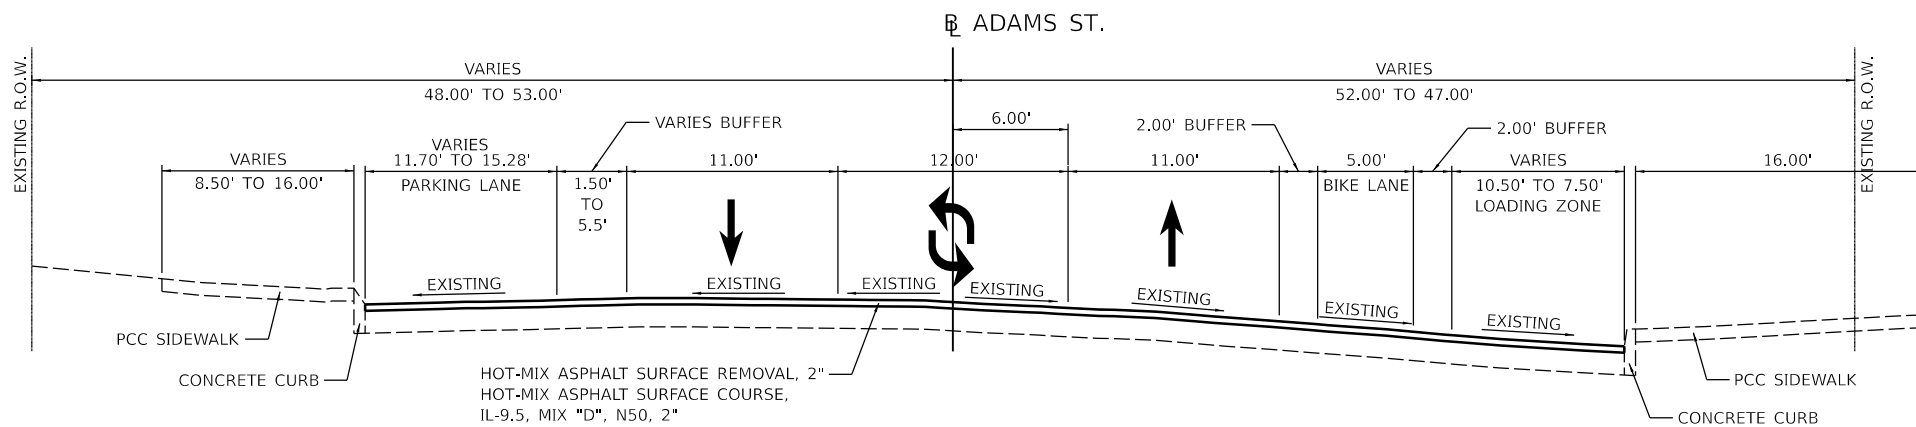 ℄ ADAMS ST.
EXISTING R.O.W.
VARIES
48.00' TO 53.00'
VARIES
52.00' TO 47.00'
EXISTING R.O.W.
VARIES BUFFER
6.00'
2.00' BUFFER
2.00' BUFFER
VARIES
8.50' TO 16.00'
VARIES
11.70' TO 15.28'
PARKING LANE
1.50'
TO
5.5'
11.00'
12.00'
11.00'
5.00'
BIKE LANE
VARIES
10.50' TO 7.50'
LOADING ZONE
16.00'
EXISTING
EXISTING
EXISTING
EXISTING
EXISTING
EXISTING
EXISTING
PCC SIDEWALK
CONCRETE CURB
HOT-MIX ASPHALT SURFACE REMOVAL, 2"
HOT-MIX ASPHALT SURFACE COURSE,
IL-9.5, MIX "D", N50, 2"
PCC SIDEWALK
CONCRETE CURB